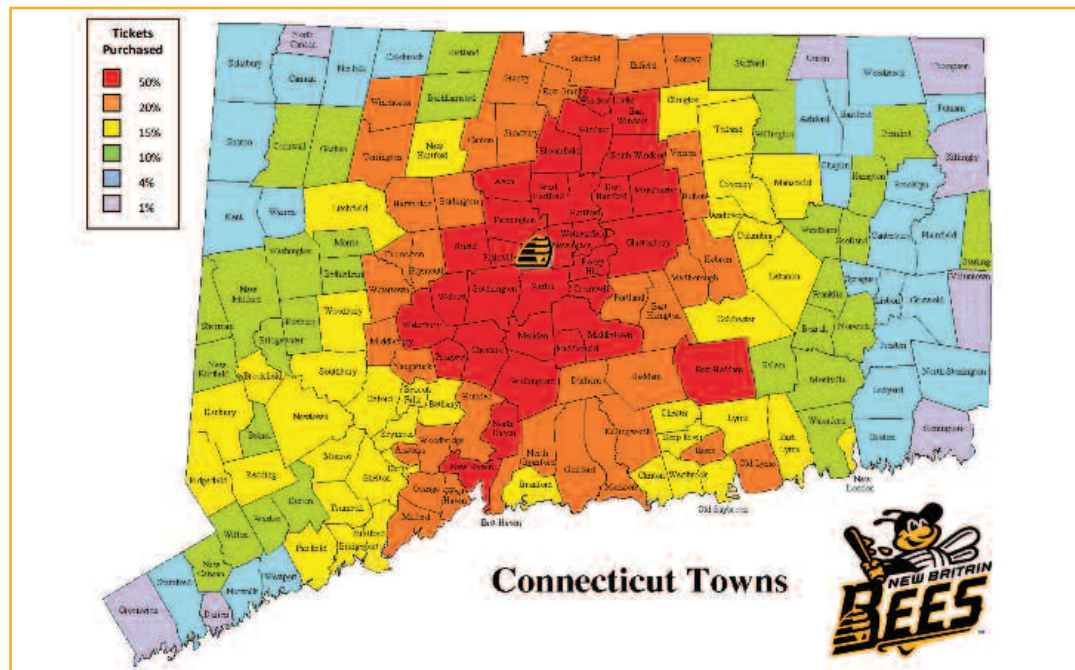 Tickets
Purchased
50%
20%
15%
10%
4%
1%
North
Canaan
Salisbury
Canaan
Norfolk
Colebrook
Hartland
Suffield
Enfield
Somers
Stafford
Union
Woodstock
Thompson
Granby
East Granby
Windsor Locks
Winchester
Barkhamsted
East
Windsor
Ellington
Putnam
Ashford
Eastford
Sharon
Cornwall
Goshen
Torrington
New
Hartford
Canton
Simsbury
Windsor
Bloomfield
South Windsor
Vernon
Tolland
Willington
Pomfret
Killingly
Kent
Warren
Litchfield
Harwinton
Burlington
Avon
West
Hartford
East
Hartford
Manchester
Bolton
Coventry
Mansfield
Chaplin
Hampton
Brooklyn
Sterling
Washington
Morris
Bethlehem
Bristol
Plainville
Farmington
Hartford
Wethersfield
Newington
Rocky
Hill
Glastonbury
Andover
Columbia
Windham
Scotland
Canterbury
Plainfield
Voluntown
New
Milford
Watertown
Plymouth
Wolcott
Southington
Berlin
Cromwell
Portland
Marlborough
Hebron
Lebanon
Franklin
Sprague
Lisbon
Griswold
Sherman
Roxbury
Woodbury
Waterbury
Middlebury
Cheshire
Meriden
Middletown
Middlefield
East
Hampton
Colchester
Bozrah
Norwich
Preston
New
Fairfield
Bridgewater
Brookfield
Southbury
Naugatuck
Prospect
Wallingford
Durham
Haddam
East Haddam
Salem
Montville
Ledyard
North Stonington
Danbury
Bethel
Newtown
Oxford
Beacon
Falls
Bethany
Hamden
North
Haven
Seymour
Woodbridge
Ansonia
Derby
Shelton
Monroe
Redding
Ridgefield
Killingworth
Chester
Deep River
Essex
Lyme
Old Lyme
East
Lyme
Waterford
Groton
Stonington
New
London
New Haven
West
Haven
Orange
Milford
North
Branford
Branford
Guilford
Madison
Clinton
Westbrook
Old Saybrook
East Haven
Easton
Weston
Wilton
Trumbull
Stratford
Bridgeport
Fairfield
New
Canaan
Westport
Norwalk
Darien
Stamford
Greenwich
Connecticut Towns
NEW BRITAIN
BEES